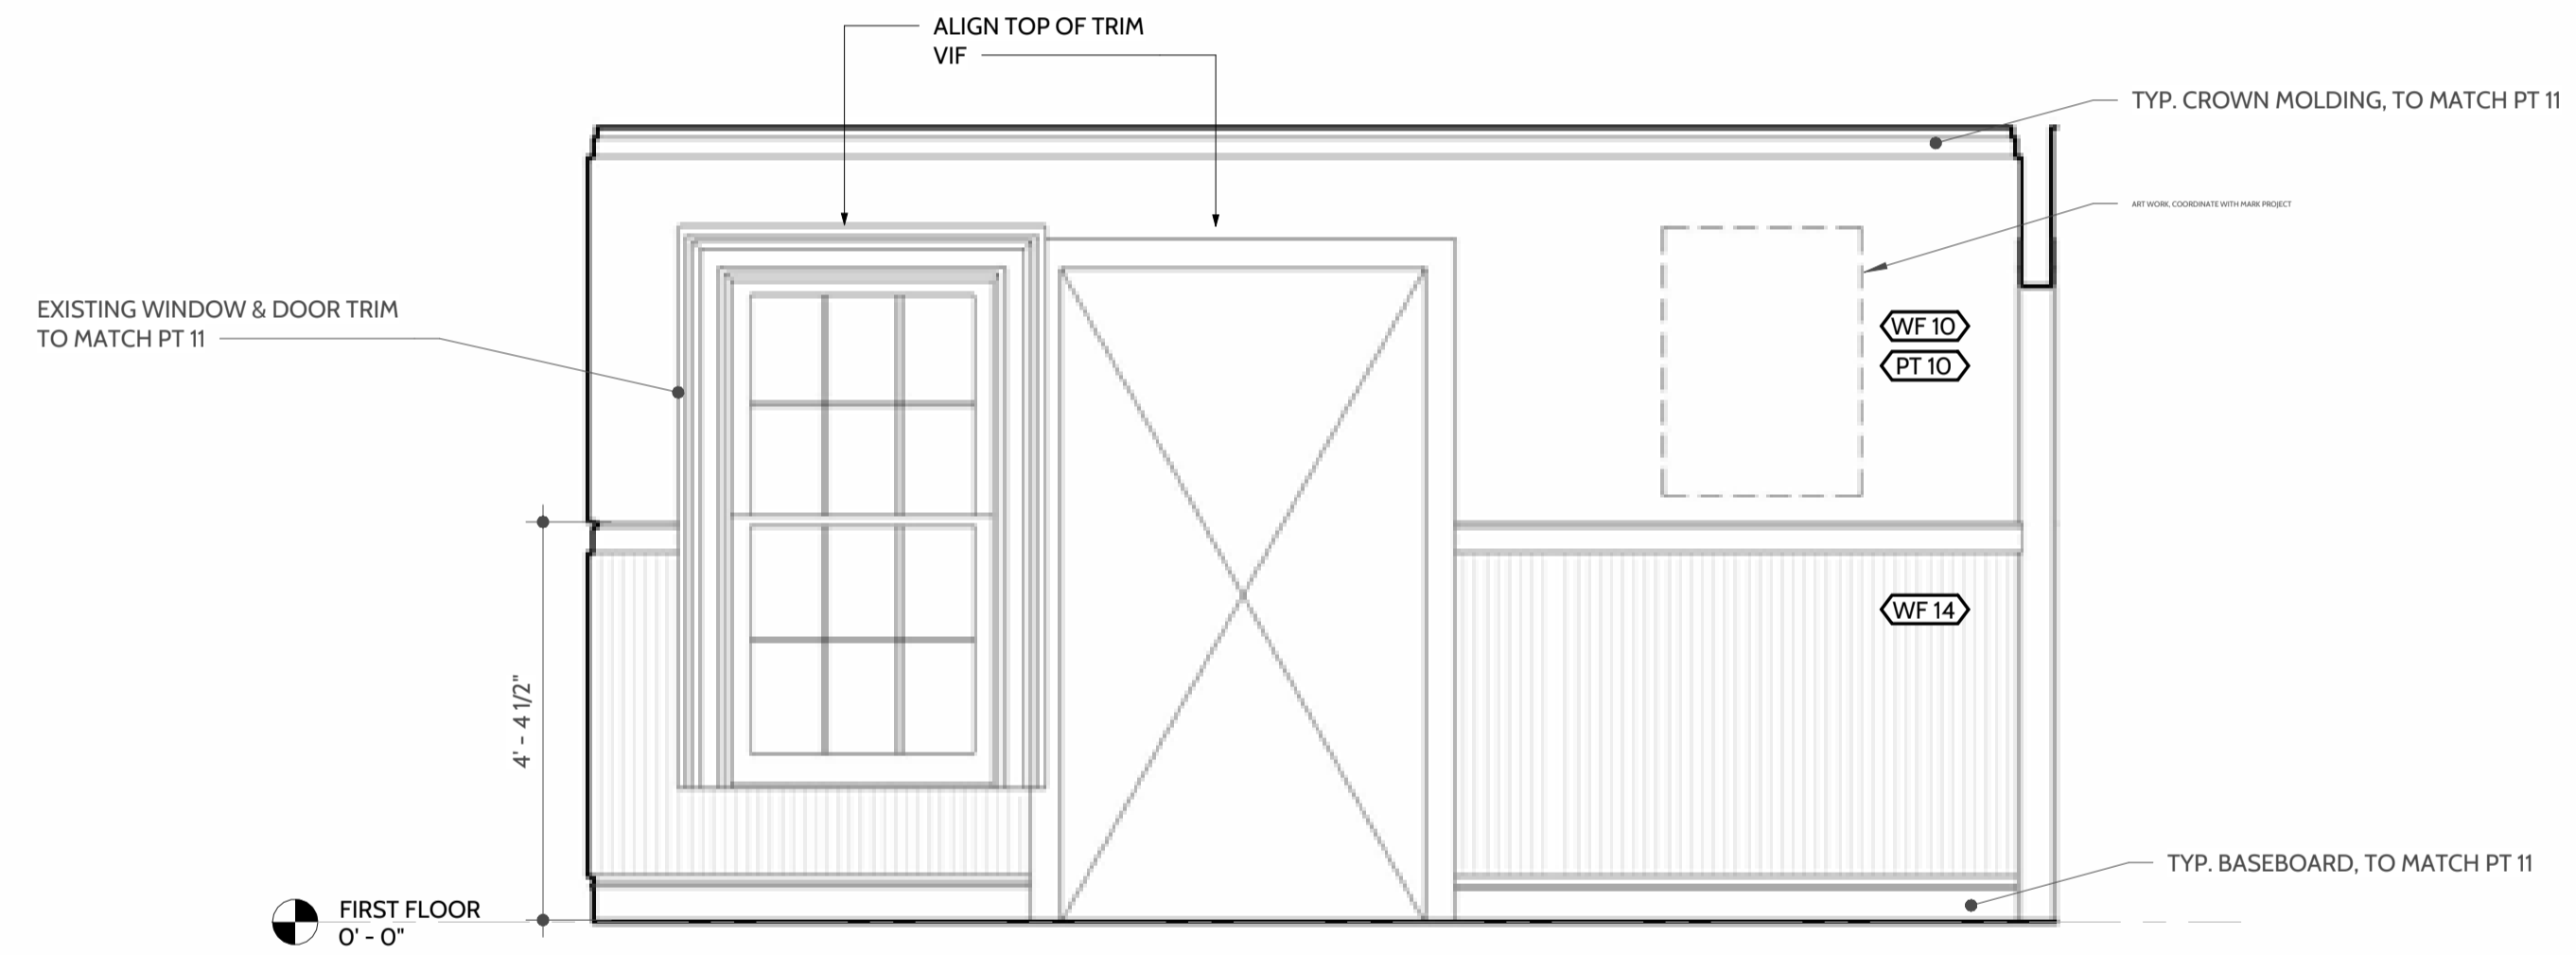 ALIGN TOP OF TRIM
VIF
TYP. CROWN MOLDING, TO MATCH PT 11
ART WORK, COORDINATE WITH MARK PROJECT
EXISTING WINDOW & DOOR TRIM
TO MATCH PT 11
WF 10
PT 10
WF 14
4' - 4 1/2"
TYP. BASEBOARD, TO MATCH PT 11
FIRST FLOOR
0' - 0"